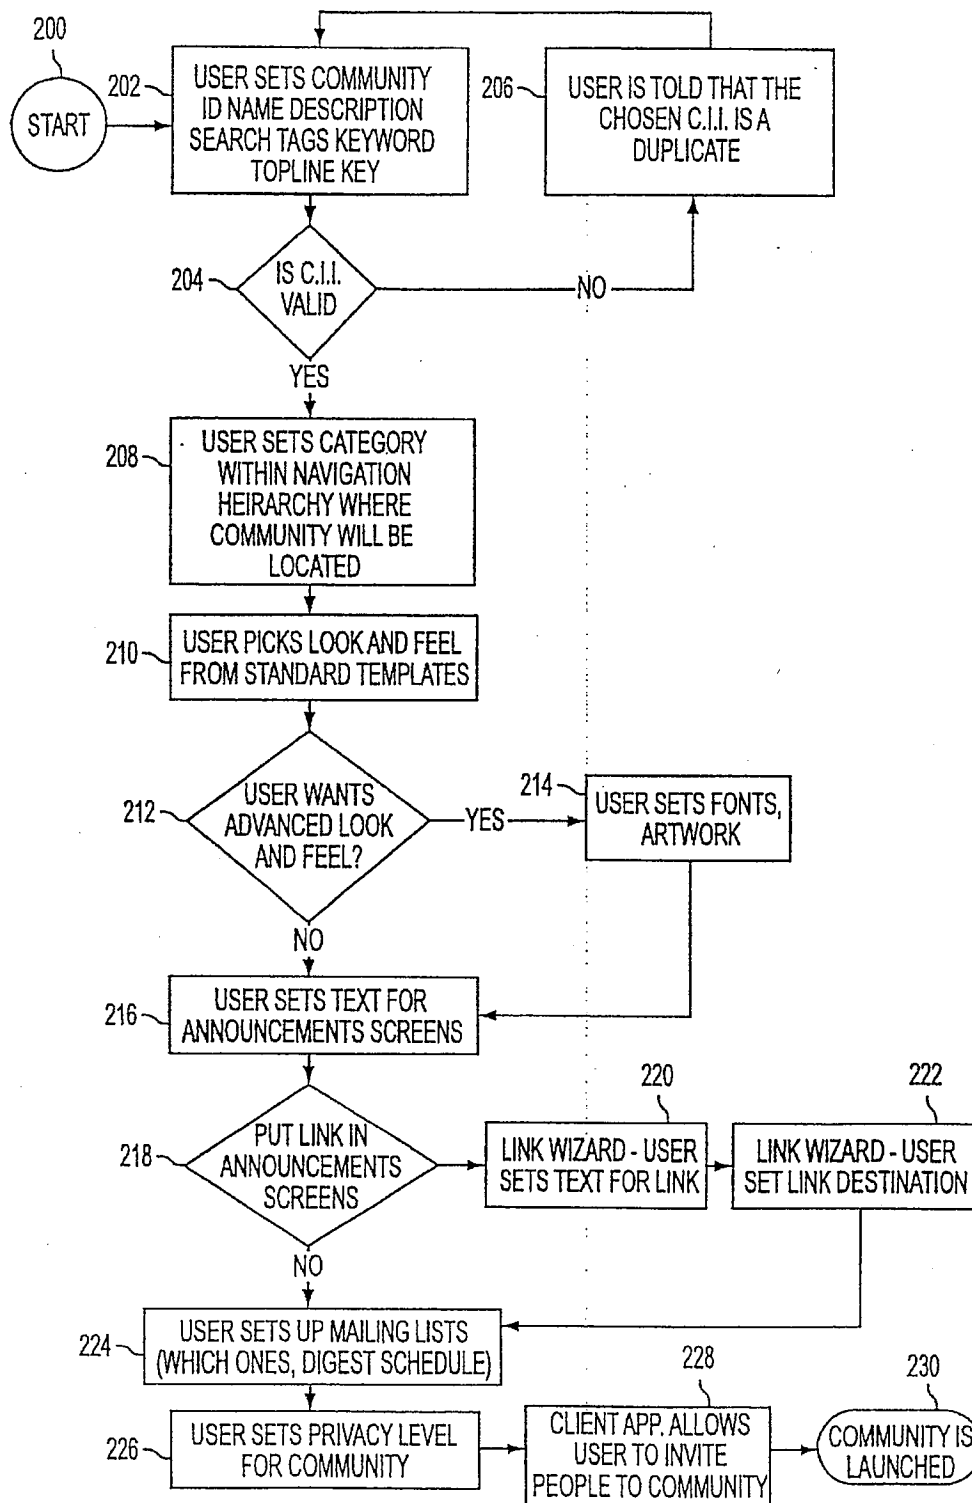 200
START
202
USER SETS COMMUNITY
ID NAME DESCRIPTION
SEARCH TAGS KEYWORD
TOPLINE KEY
206
USER IS TOLD THAT THE
CHOSEN C.I.I. IS A
DUPLICATE
204
IS C.I.I.
VALID
NO
YES
208
USER SETS CATEGORY
WITHIN NAVIGATION
HEIRARCHY WHERE
COMMUNITY WILL BE
LOCATED
210
USER PICKS LOOK AND FEEL
FROM STANDARD TEMPLATES
212
USER WANTS
ADVANCED LOOK
AND FEEL?
YES
214
USER SETS FONTS,
ARTWORK
NO
216
USER SETS TEXT FOR
ANNOUNCEMENTS SCREENS
218
PUT LINK IN
ANNOUNCEMENTS
SCREENS
220
LINK WIZARD - USER
SETS TEXT FOR LINK
222
LINK WIZARD - USER
SET LINK DESTINATION
NO
224
USER SETS UP MAILING LISTS
(WHICH ONES, DIGEST SCHEDULE)
226
USER SETS PRIVACY LEVEL
FOR COMMUNITY
228
CLIENT APP. ALLOWS
USER TO INVITE
PEOPLE TO COMMUNITY
230
COMMUNITY IS
LAUNCHED